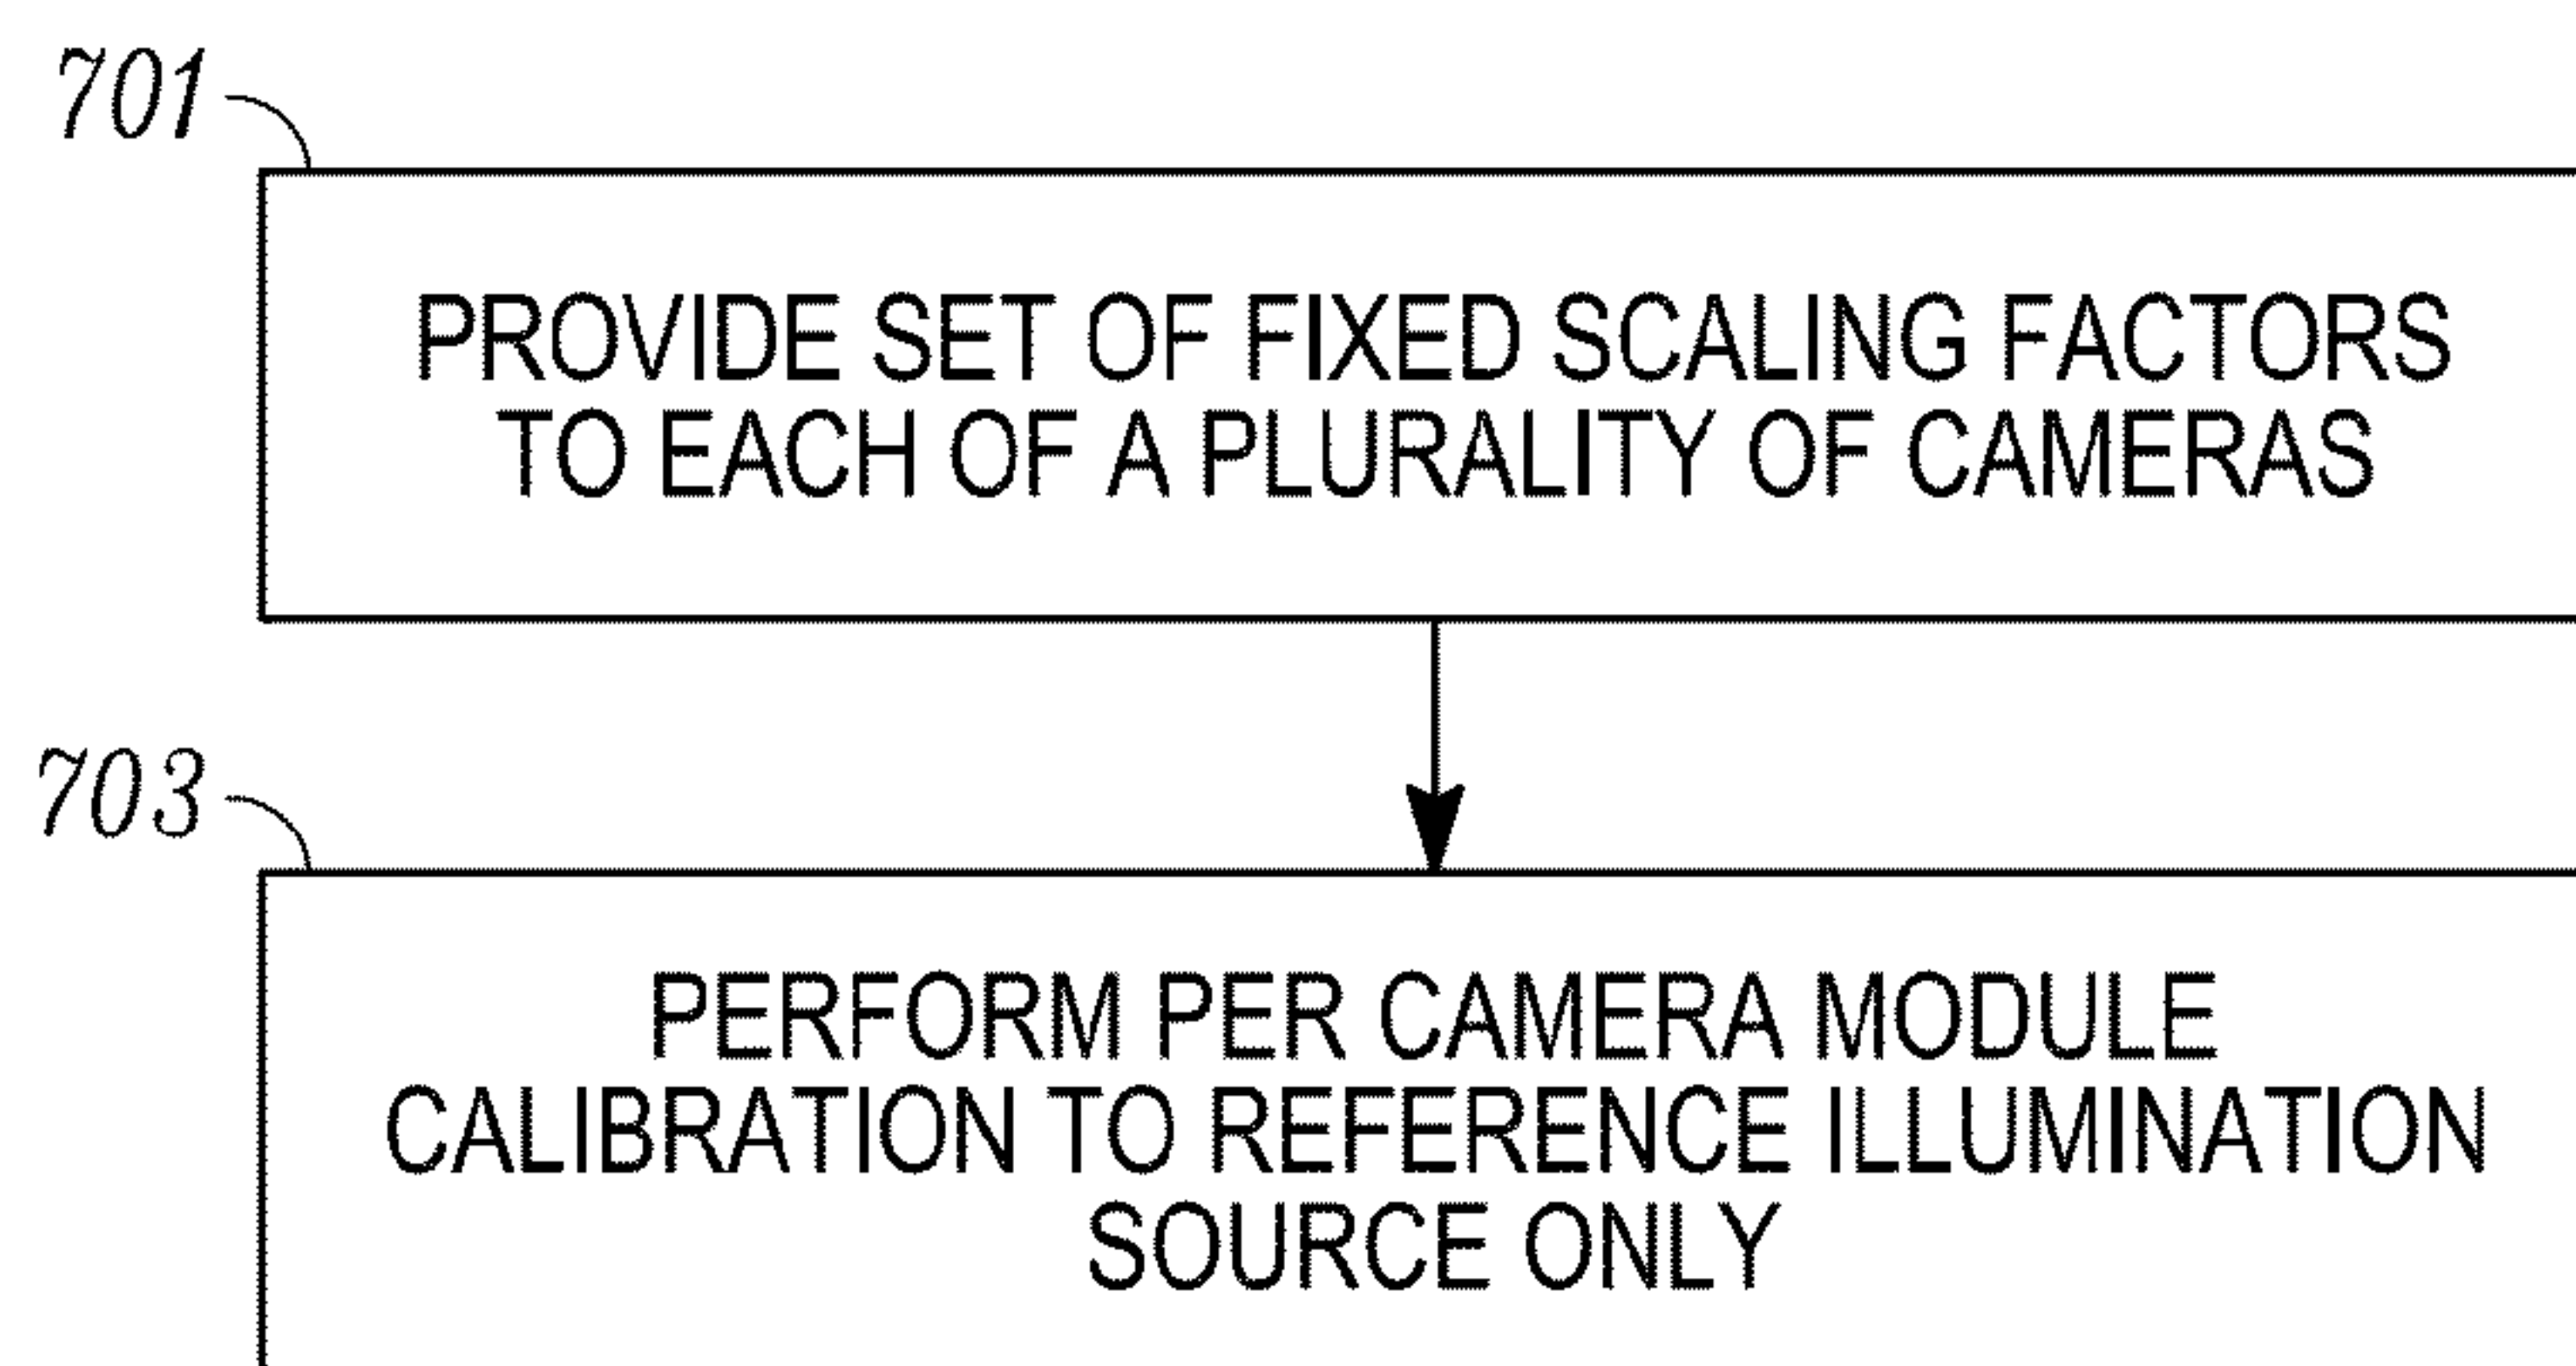 701
PROVIDE SET OF FIXED SCALING FACTORS
TO EACH OF A PLURALITY OF CAMERAS
703
PERFORM PER CAMERA MODULE
CALIBRATION TO REFERENCE ILLUMINATION
SOURCE ONLY